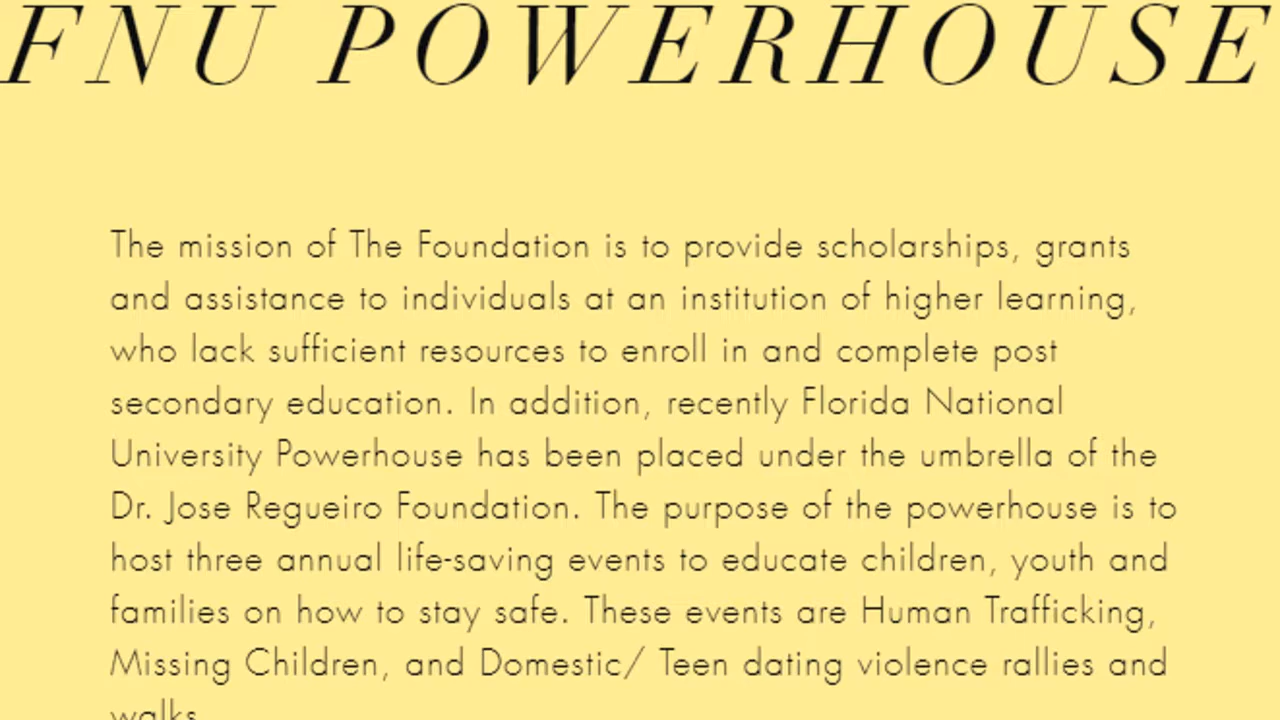 FNU POWERHOUSE
The mission of The Foundation is to provide scholarships, grants
and assistance to individuals at an institution of higher learning,
who lack sufficient resources to enroll in and complete post
secondary education. In addition, recently Florida National
University Powerhouse has been placed under the umbrella of the
Dr. Jose Regueiro Foundation. The purpose of the powerhouse is to
host three annual life-saving events to educate children, youth and
families on how to stay safe. These events are Human Trafficking,
Missing Children, and Domestic/ Teen dating violence rallies and
walks.